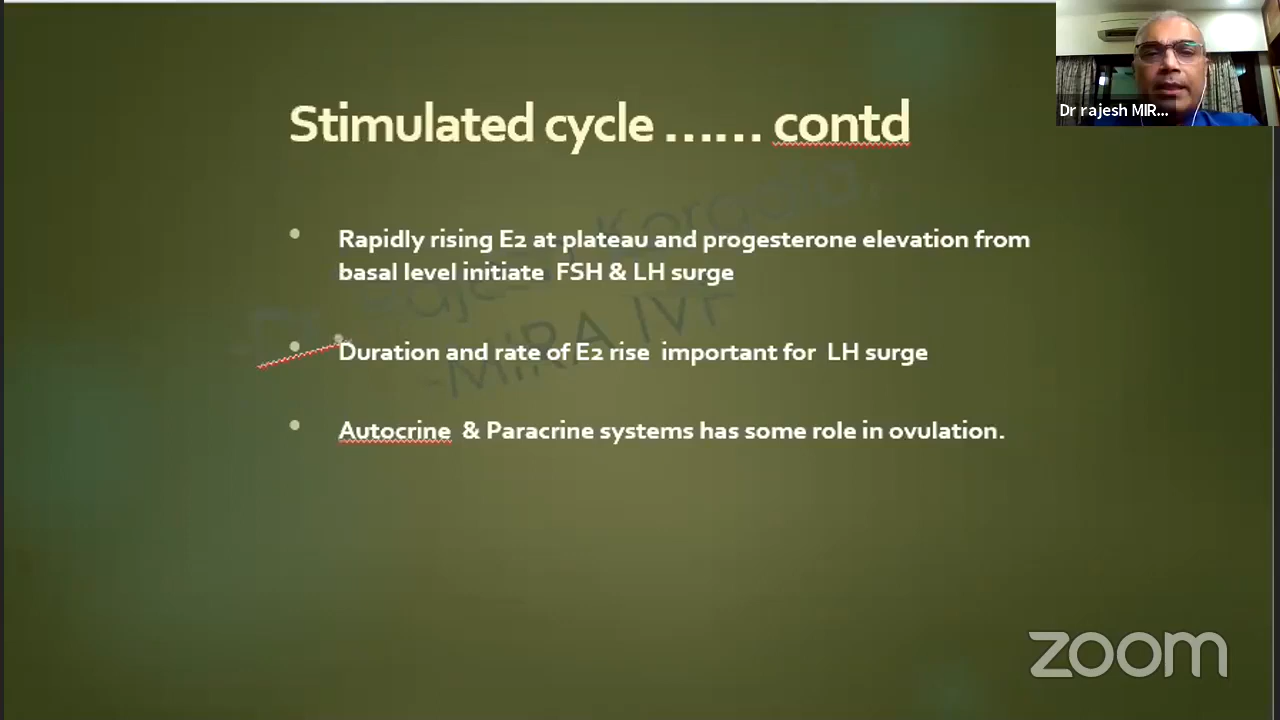 Dr rajesh MIR...
Stimulated cycle ...... contd
Rapidly rising E2 at plateau and progesterone elevation from
basal level initiate FSH & LH surge
Duration and rate of E2 rise important for LH surge
Autocrine & Paracrine systems has some role in ovulation.
-MIRA IVF
zoom